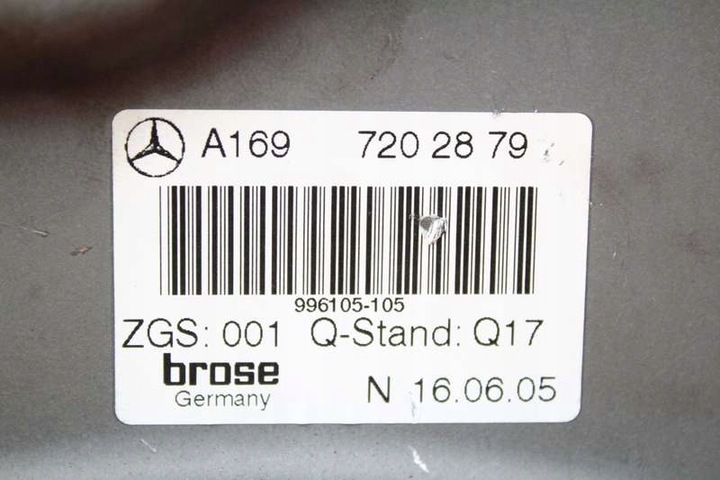 A169 720 28 79
996105-105
ZGS: 001 Q-Stand: Q17
brose
Germany
N 16.06.05